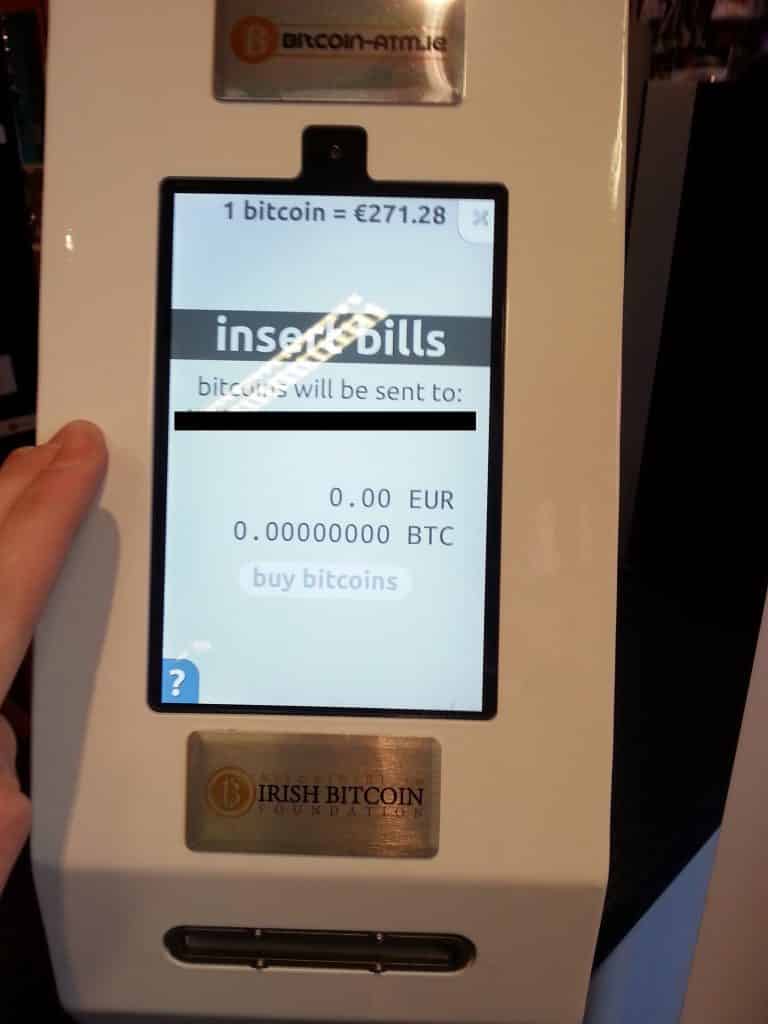 BITCOIN-ATM.IE
1 bitcoin = €271.28
insert bills
bitcoins will be sent to:
0.00 EUR
0.00000000 BTC
buy bitcoins
?
IRISH BITCOIN
FOUNDATION